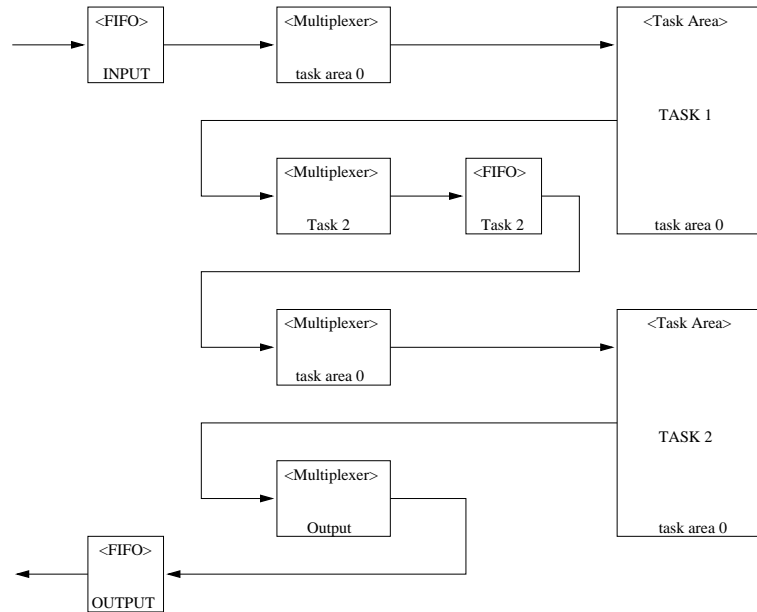 <FIFO>
INPUT
<Multiplexer>
task area 0
<Task Area>
TASK 1
task area 0
<Multiplexer>
Task 2
<FIFO>
Task 2
<Multiplexer>
task area 0
<Task Area>
TASK 2
task area 0
<Multiplexer>
Output
<FIFO>
OUTPUT